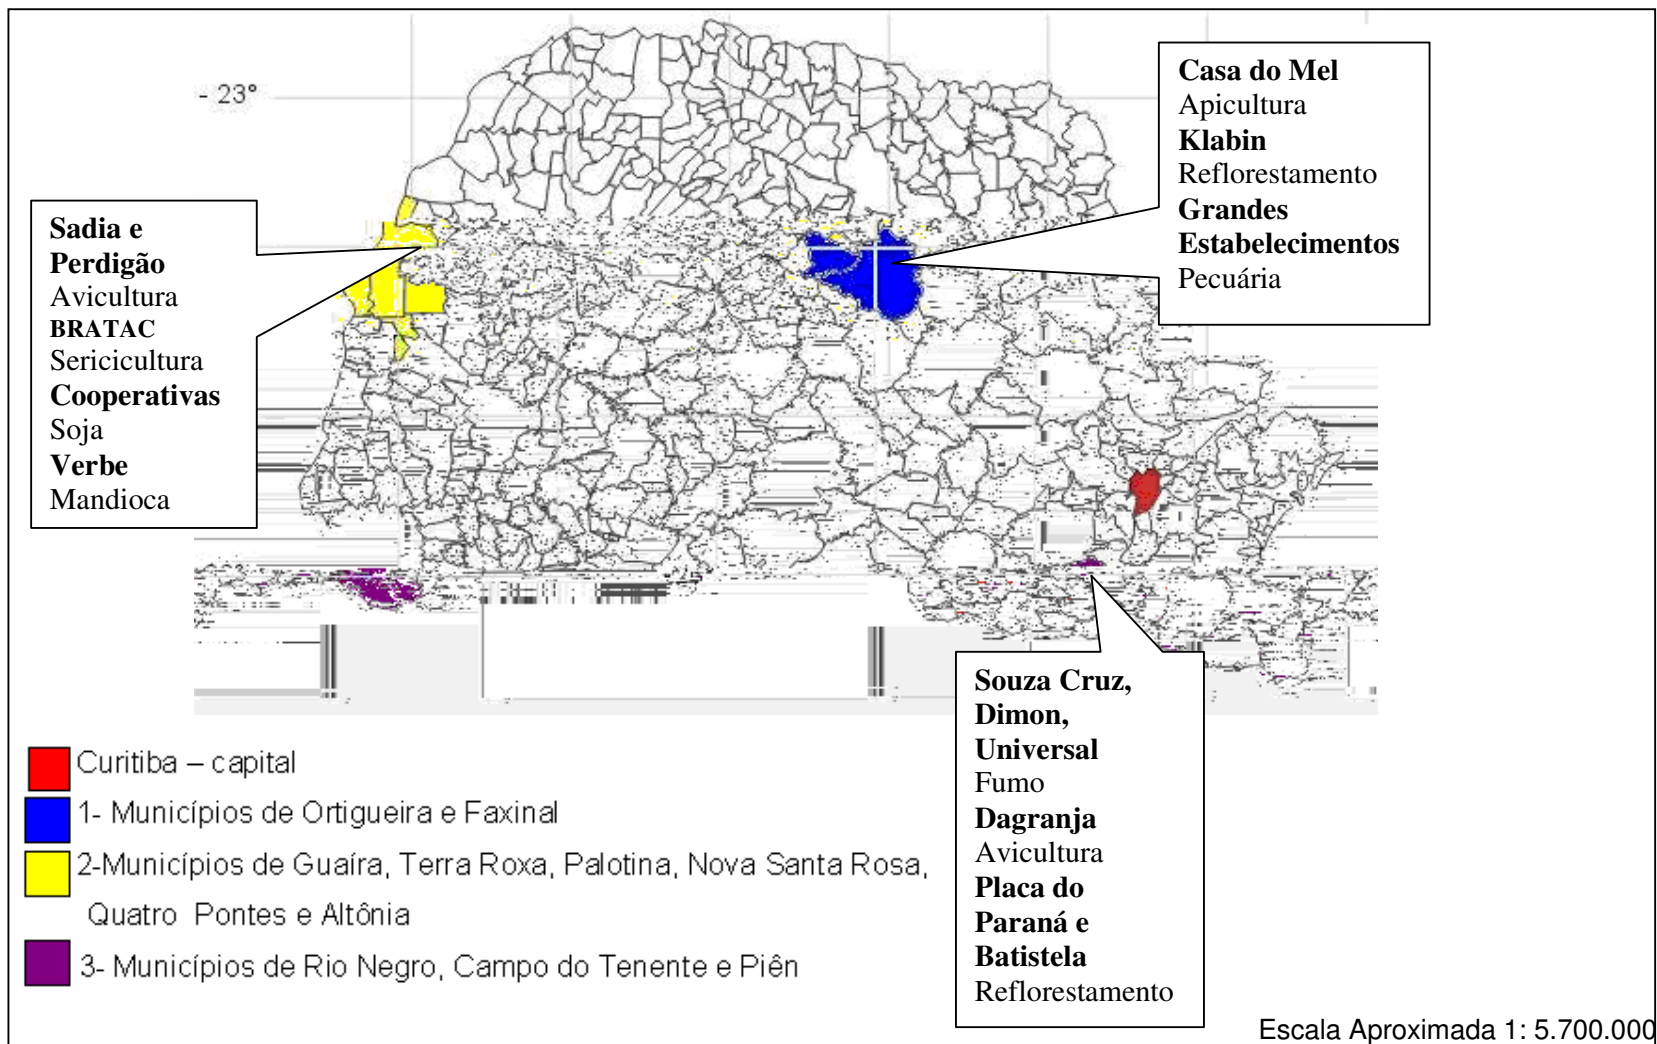 - 23°
Casa do Mel
Apicultura
Klabin
Reflorestamento
Grandes
Estabelecimentos
Pecuária
Sadia e
Perdigão
Avicultura
BRATAC
Sericicultura
Cooperativas
Soja
Verbe
Mandioca
Souza Cruz,
Dimon,
Universal
Fumo
Dagranja
Avicultura
Placa do
Paraná e
Batistela
Reflorestamento
Curitiba – capital
1- Municípios de Ortigueira e Faxinal
2-Municípios de Guaíra, Terra Roxa, Palotina, Nova Santa Rosa,
Quatro Pontes e Altônia
3- Municípios de Rio Negro, Campo do Tenente e Piên
Escala Aproximada 1: 5.700.000